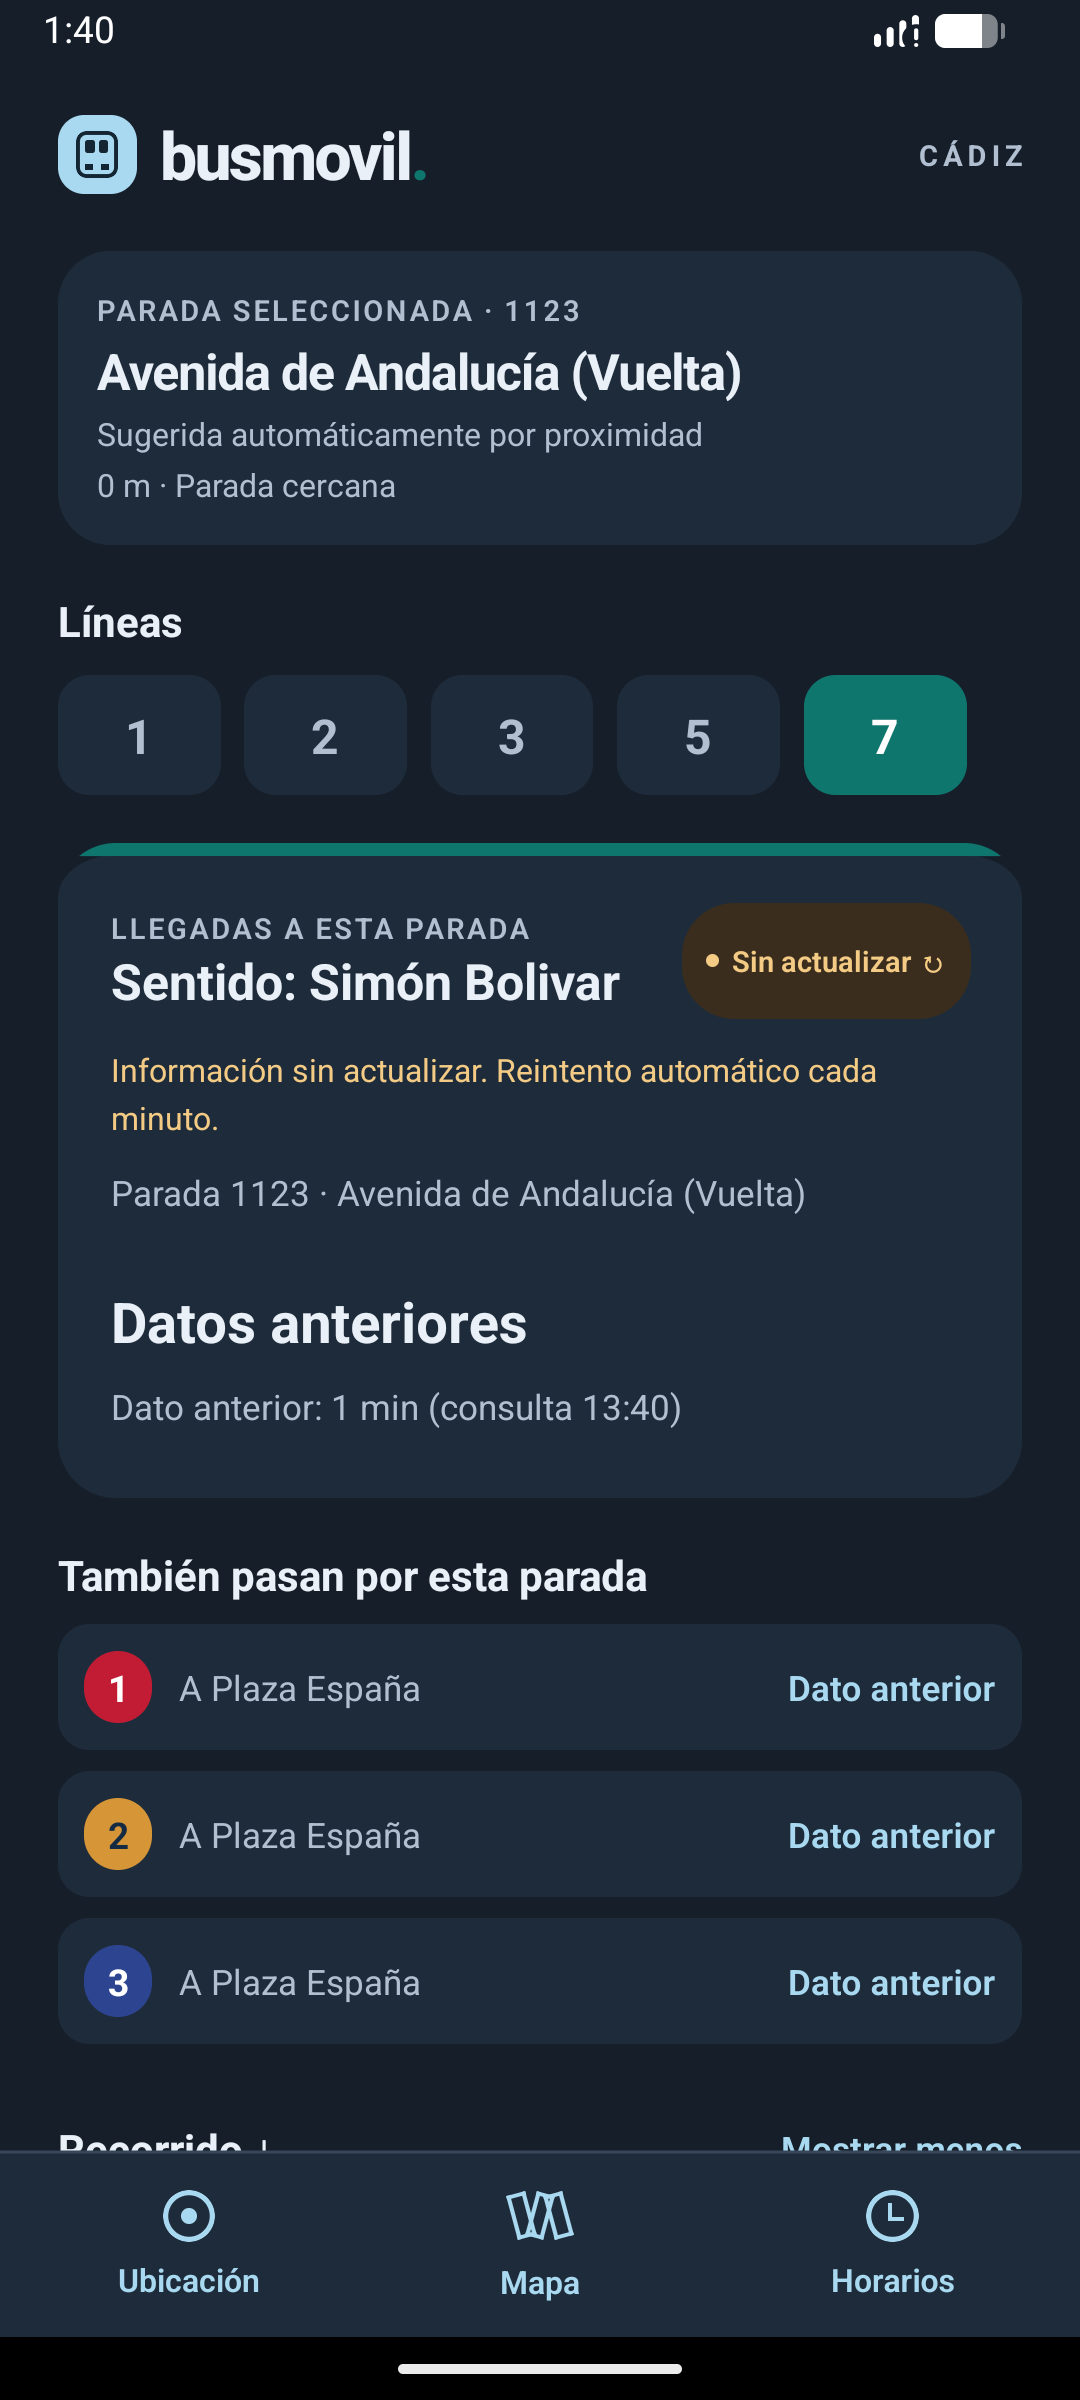 1:40
busmovil.
CÁDIZ
PARADA SELECCIONADA · 1123
Avenida de Andalucía (Vuelta)
Sugerida automáticamente por proximidad
0 m · Parada cercana
Líneas
1 2 3 5 7
LLEGADAS A ESTA PARADA
Sentido: Simón Bolivar
Sin actualizar ↻
Información sin actualizar. Reintento automático cada
minuto.
Parada 1123 · Avenida de Andalucía (Vuelta)
Datos anteriores
Dato anterior: 1 min (consulta 13:40)
También pasan por esta parada
1 A Plaza España Dato anterior
2 A Plaza España Dato anterior
3 A Plaza España Dato anterior
Recorrido ↓ Mostrar menos
Ubicación Mapa Horarios